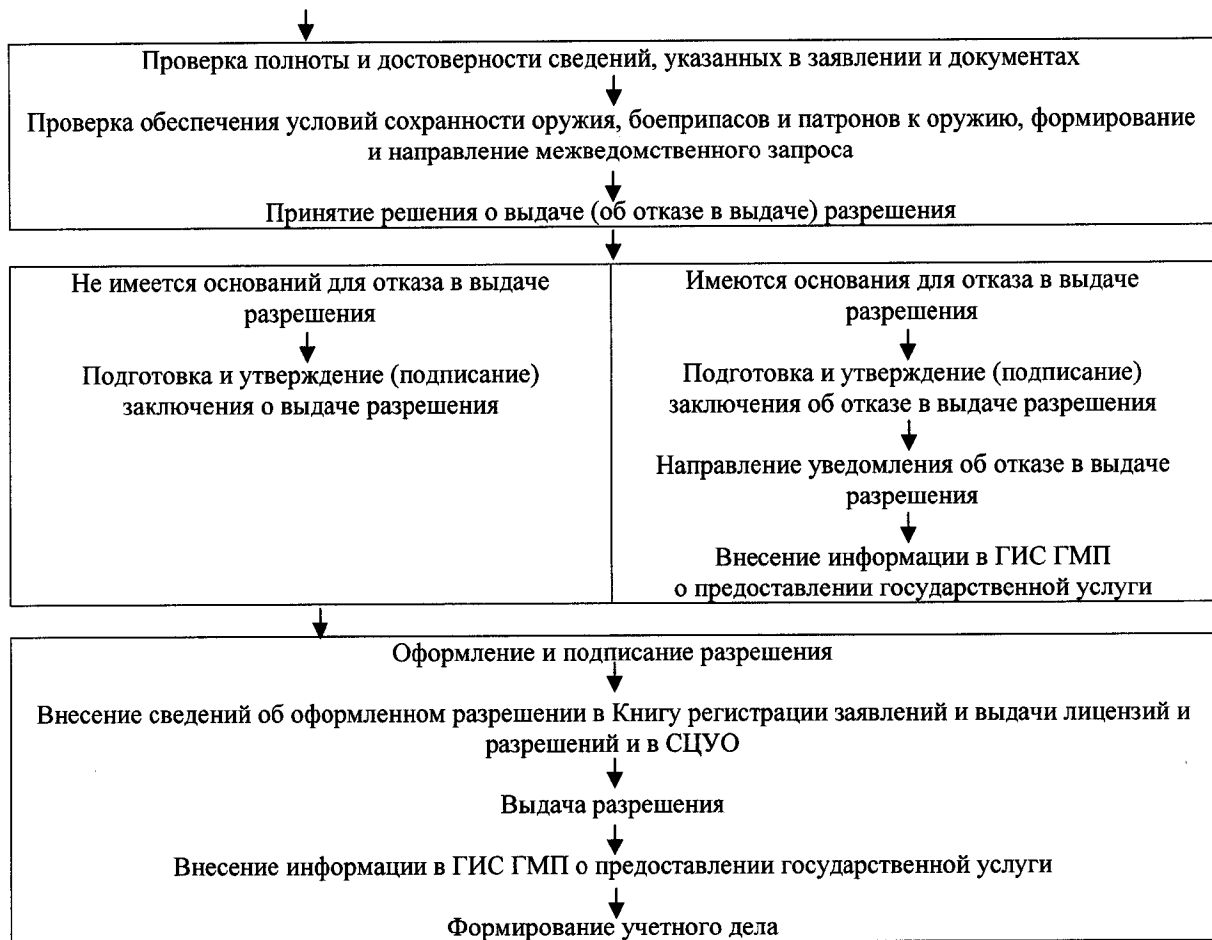 Проверка полноты и достоверности сведений, указанных в заявлении и документах
Проверка обеспечения условий сохранности оружия, боеприпасов и патронов к оружию, формирование
и направление межведомственного запроса
Принятие решения о выдаче (об отказе в выдаче) разрешения
Не имеется оснований для отказа в выдаче
разрешения
Подготовка и утверждение (подписание)
заключения о выдаче разрешения
Имеются основания для отказа в выдаче
разрешения
Подготовка и утверждение (подписание)
заключения об отказе в выдаче разрешения
Направление уведомления об отказе в выдаче
разрешения
Внесение информации в ГИС ГМП
о предоставлении государственной услуги
Оформление и подписание разрешения
Внесение сведений об оформленном разрешении в Книгу регистрации заявлений и выдачи лицензий и
разрешений и в СЦУО
Выдача разрешения
Внесение информации в ГИС ГМП о предоставлении государственной услуги
Формирование учетного дела